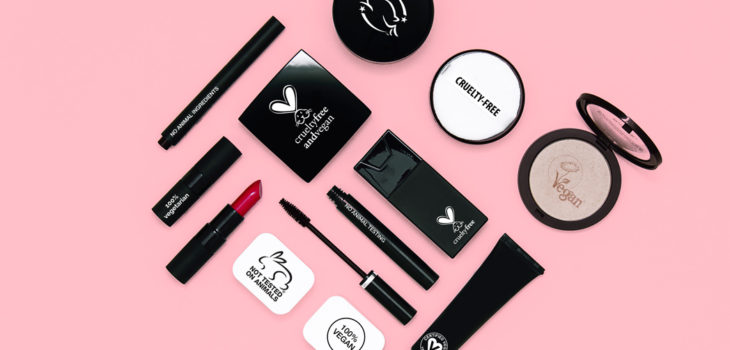 NO ANIMAL INGREDIENTS
crueltyfree
andvegan
CRUELTY-FREE
Vegan
100%
vegetarian
NO ANIMAL TESTING
crueltyfree
NOT TESTED
ON ANIMALS
100%
VEGAN